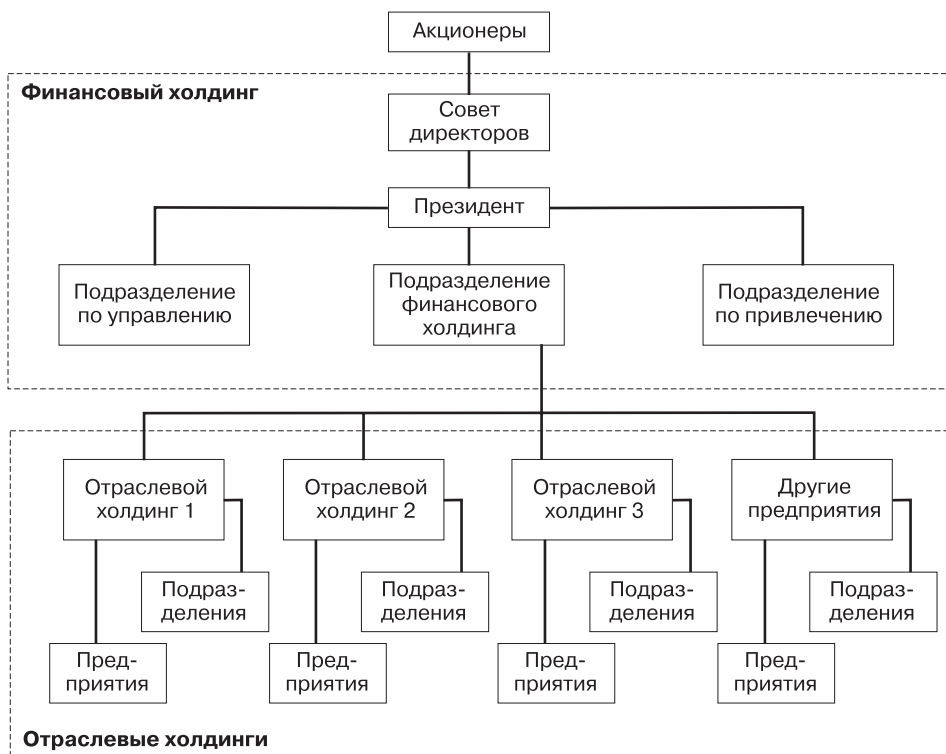 Акционеры
Финансовый холдинг
Совет
директоров
Президент
Подразделение
по управлению
Подразделение
финансового
холдинга
Подразделение
по привлечению
Отраслевой
холдинг 1
Отраслевой
холдинг 2
Отраслевой
холдинг 3
Другие
предприятия
Подраз-
деления
Подраз-
деления
Подраз-
деления
Подраз-
деления
Пред-
приятия
Пред-
приятия
Пред-
приятия
Пред-
приятия
Отраслевые холдинги